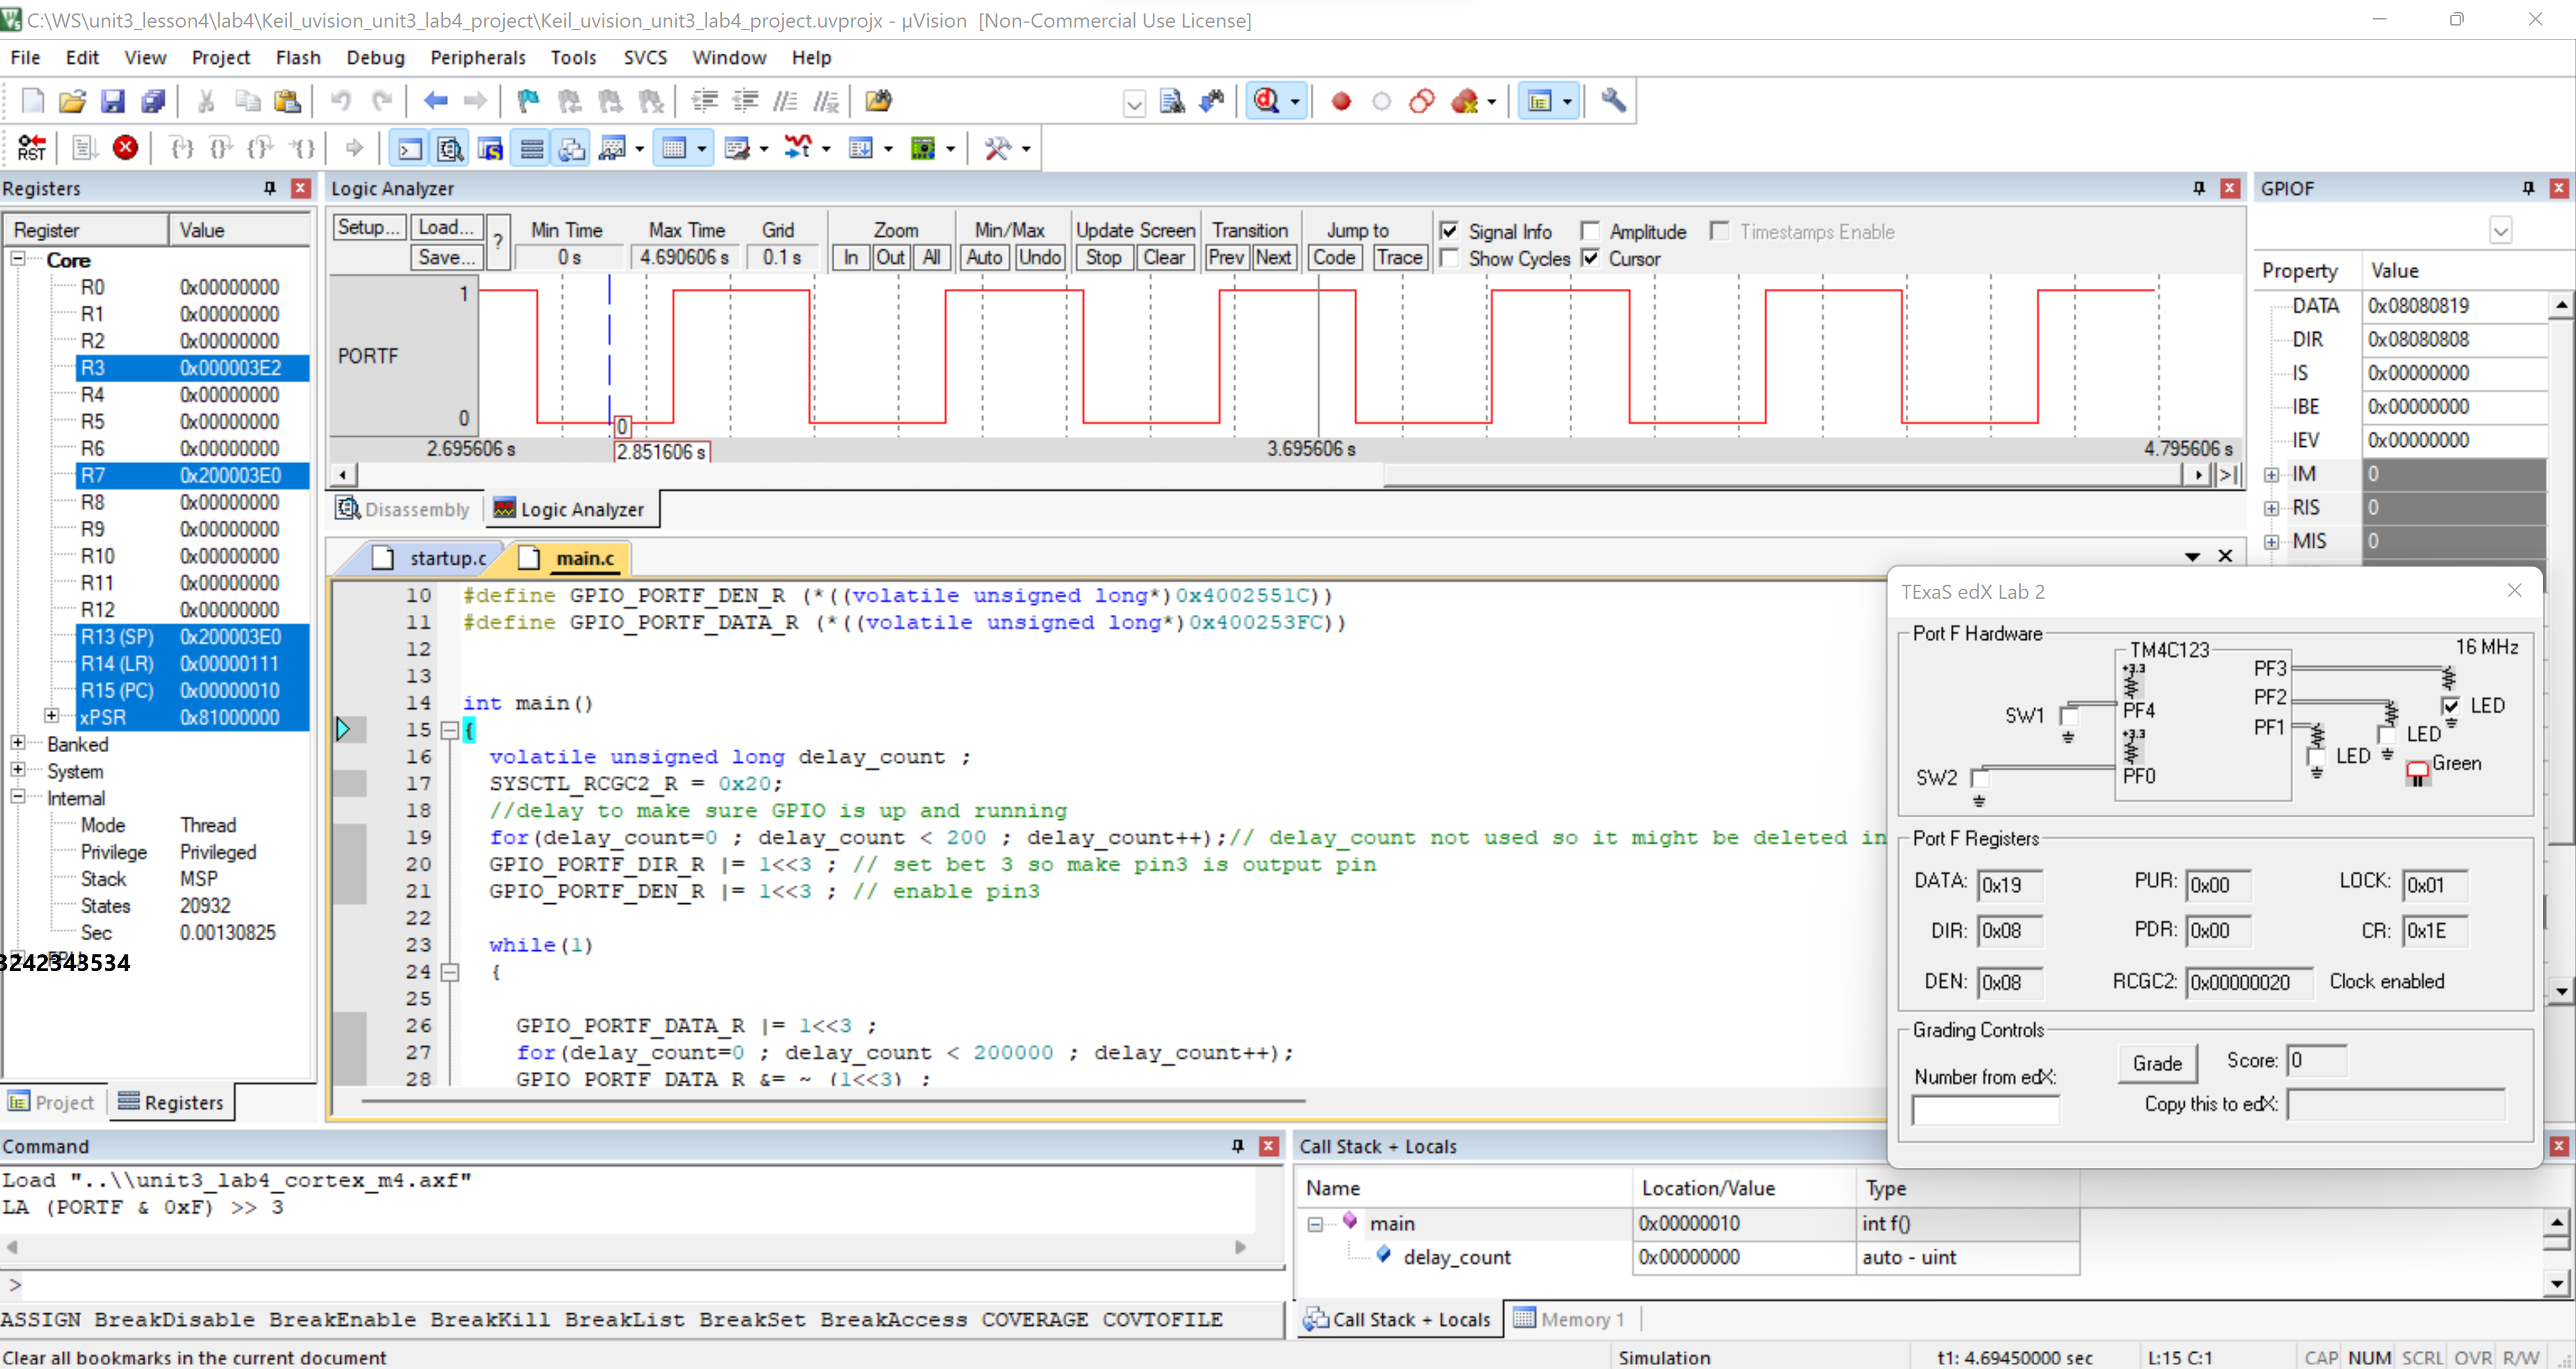 C:\WS\unit3_lesson4\lab4\Keil_uvision_unit3_lab4_project\Keil_uvision_unit3_lab4_project.uvprojx - µVision [Non-Commercial Use License]
File Edit View Project Flash Debug Peripherals Tools SVCS Window Help
RST
Registers
Register Value
Core
R0 0x00000000
R1 0x00000000
R2 0x00000000
R3 0x000003E2
R4 0x00000000
R5 0x00000000
R6 0x00000000
R7 0x200003E0
R8 0x00000000
R9 0x00000000
R10 0x00000000
R11 0x00000000
R12 0x00000000
R13 (SP) 0x200003E0
R14 (LR) 0x00000111
R15 (PC) 0x00000010
xPSR 0x81000000
Banked
System
Internal
Mode Thread
Privilege Privileged
Stack MSP
States 20932
Sec 0.00130825
3242343534
Project Registers
Logic Analyzer
Setup... Load... ? Min Time Max Time Grid Zoom Min/Max Update Screen Transition Jump to Signal Info Amplitude Timestamps Enable
Save... 0 s 4.690606 s 0.1 s In Out All Auto Undo Stop Clear Prev Next Code Trace Show Cycles Cursor
1
PORTF
0
0
2.695606 s 2.851606 s 3.695606 s 4.795606 s
Disassembly Logic Analyzer
startup.c main.c
10 #define GPIO_PORTF_DEN_R (*((volatile unsigned long*)0x4002551C))
11 #define GPIO_PORTF_DATA_R (*((volatile unsigned long*)0x400253FC))
12
13
14 int main()
15 {
16 volatile unsigned long delay_count ;
17 SYSCTL_RCGC2_R = 0x20;
18 //delay to make sure GPIO is up and running
19 for(delay_count=0 ; delay_count < 200 ; delay_count++);// delay_count not used so it might be deleted in
20 GPIO_PORTF_DIR_R |= 1<<3 ; // set bet 3 so make pin3 is output pin
21 GPIO_PORTF_DEN_R |= 1<<3 ; // enable pin3
22
23 while(1)
24 {
25
26 GPIO_PORTF_DATA_R |= 1<<3 ;
27 for(delay_count=0 ; delay_count < 200000 ; delay_count++);
28 GPIO_PORTF_DATA_R &= ~ (1<<3) ;
GPIOF
Property Value
DATA 0x08080819
DIR 0x08080808
IS 0x00000000
IBE 0x00000000
IEV 0x00000000
IM 0
RIS 0
MIS 0
TExaS edX Lab 2
Port F Hardware
TM4C123 16 MHz
+3.3 PF3
PF2
SW1 PF4 LED
PF1
+3.3 LED
LED
SW2 PF0 Green
Port F Registers
DATA: 0x19 PUR: 0x00 LOCK: 0x01
DIR: 0x08 PDR: 0x00 CR: 0x1E
DEN: 0x08 RCGC2: 0x00000020 Clock enabled
Grading Controls
Grade Score: 0
Number from edX:
Copy this to edX:
Command
Load "..\\unit3_lab4_cortex_m4.axf"
LA (PORTF & 0xF) >> 3
>
ASSIGN BreakDisable BreakEnable BreakKill BreakList BreakSet BreakAccess COVERAGE COVTOFILE
Call Stack + Locals
Name Location/Value Type
main 0x00000010 int f()
delay_count 0x00000000 auto - uint
Call Stack + Locals Memory 1
Clear all bookmarks in the current document Simulation t1: 4.69450000 sec L:15 C:1 CAP NUM SCRL OVR R/W